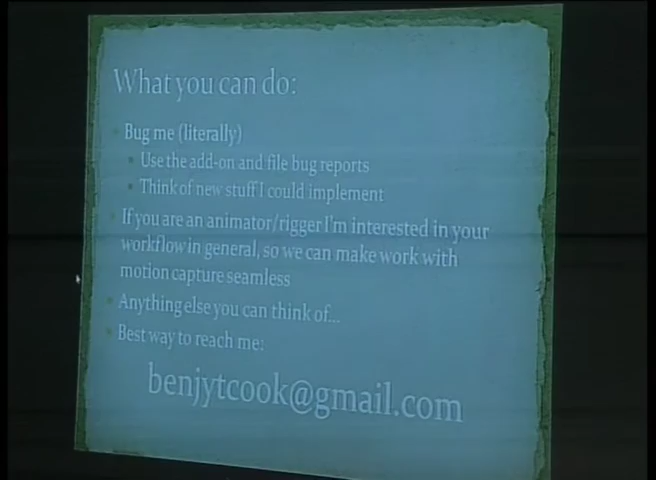 What you can do:
Bug me (literally)
Use the add-on and file bug reports
Think of new stuff I could implement
If you are an animator/rigger I'm interested in your
workflow in general, so we can make work with
motion capture seamless
Anything else you can think of...
Best way to reach me:
benjytcook@gmail.com